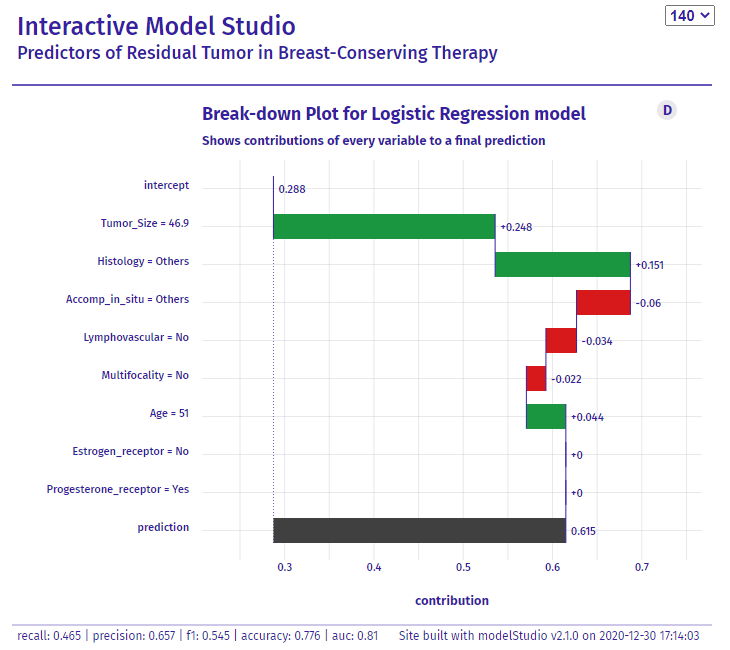 Interactive Model Studio
140
Predictors of Residual Tumor in Breast-Conserving Therapy
Break-down Plot for Logistic Regression model
D
Shows contributions of every variable to a final prediction
intercept
0.288
Tumor_Size = 46.9
+0.248
Histology = Others
+0.151
Accomp_in_situ = Others
-0.06
Lymphovascular = No
-0.034
Multifocality = No
-0.022
Age = 51
+0.044
Estrogen_receptor = No
+0
Progesterone_receptor = Yes
+0
prediction
0.615
0.3 0.4 0.5 0.6 0.7
contribution
recall: 0.465 | precision: 0.657 | f1: 0.545 | accuracy: 0.776 | auc: 0.81
Site built with modelStudio v2.1.0 on 2020-12-30 17:14:03